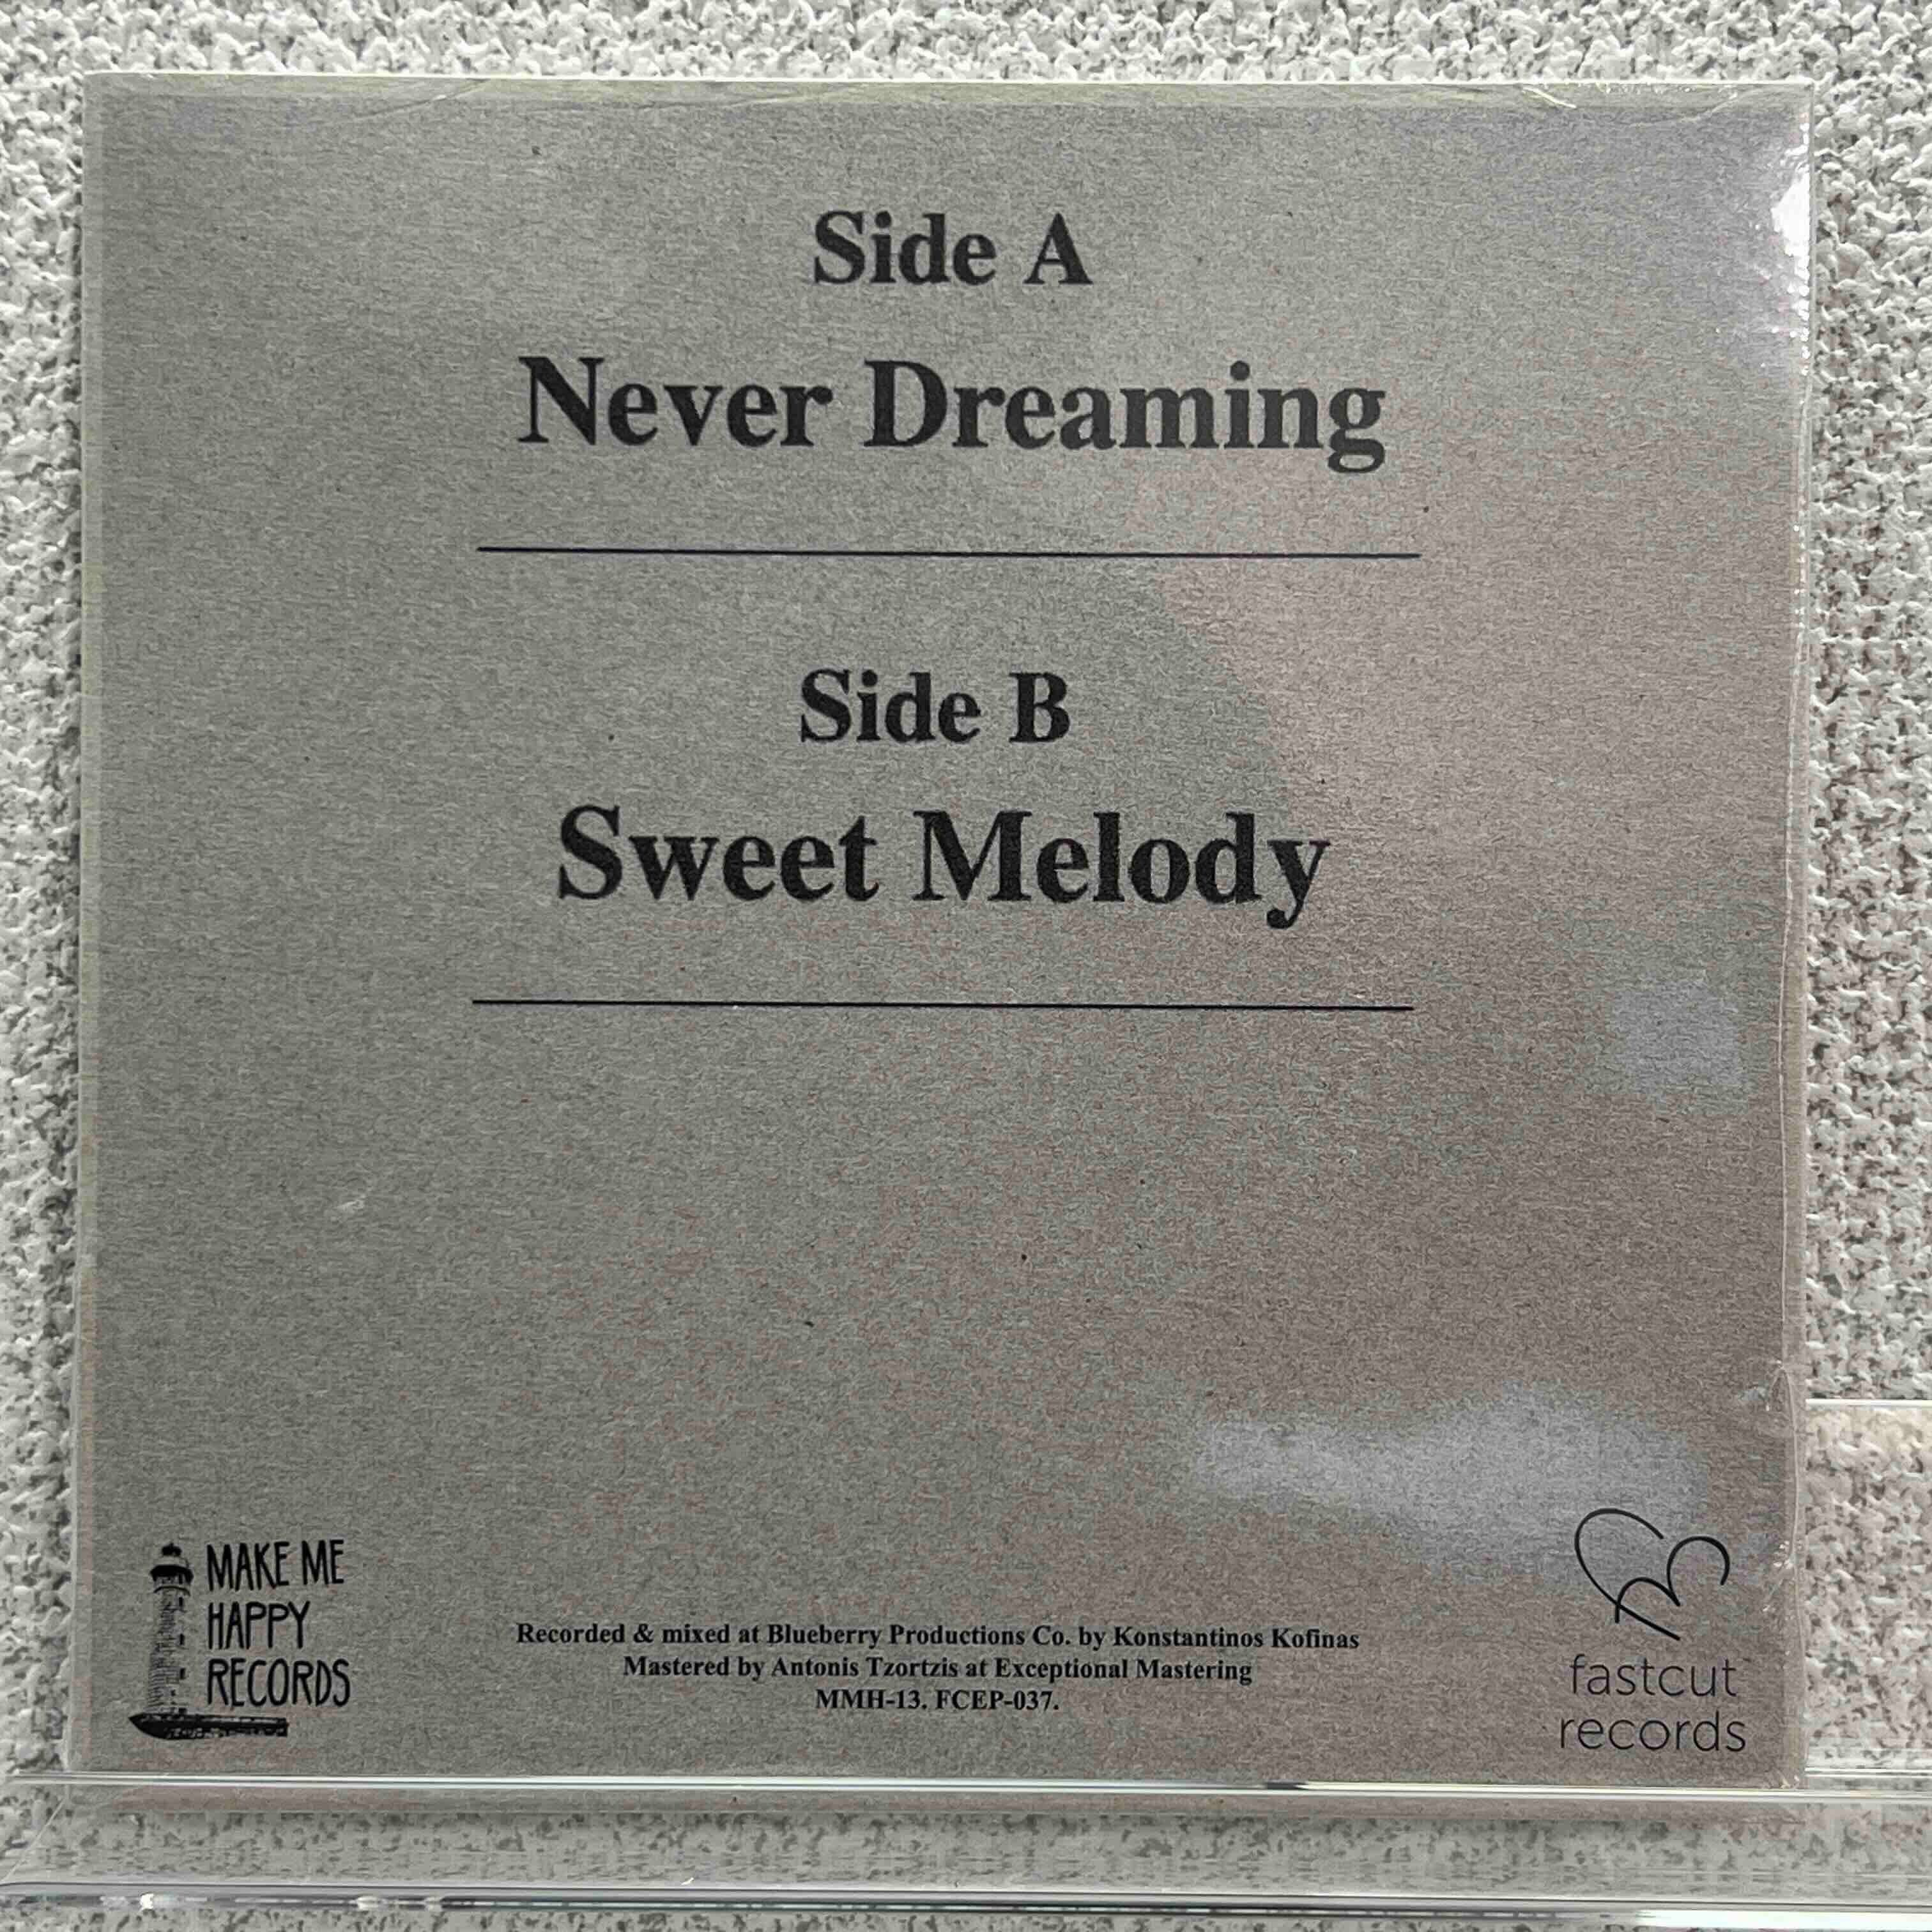 Side A
Never Dreaming
Side B
Sweet Melody
MAKE ME
HAPPY
RECORDS
Recorded & mixed at Blueberry Productions Co. by Konstantinos Kofinas
Mastered by Antonis Tzortzis at Exceptional Mastering
MMH-13. FCEP-037.
fastcut
records